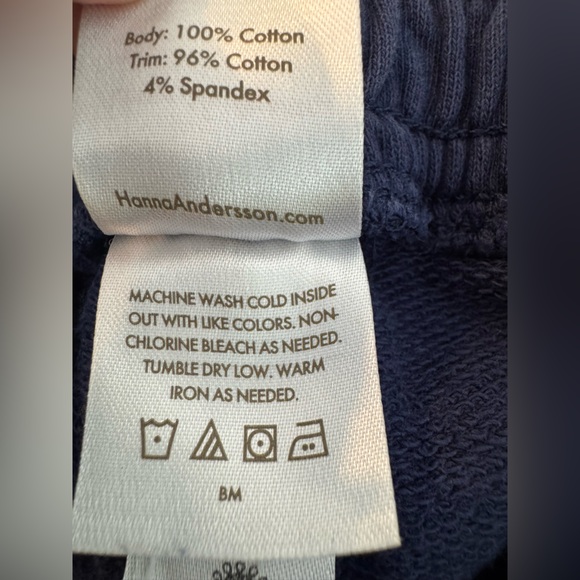 Body: 100% Cotton
Trim: 96% Cotton
4% Spandex
HannaAndersson.com
MACHINE WASH COLD INSIDE
OUT WITH LIKE COLORS. NON-
CHLORINE BLEACH AS NEEDED.
TUMBLE DRY LOW. WARM
IRON AS NEEDED.
BM